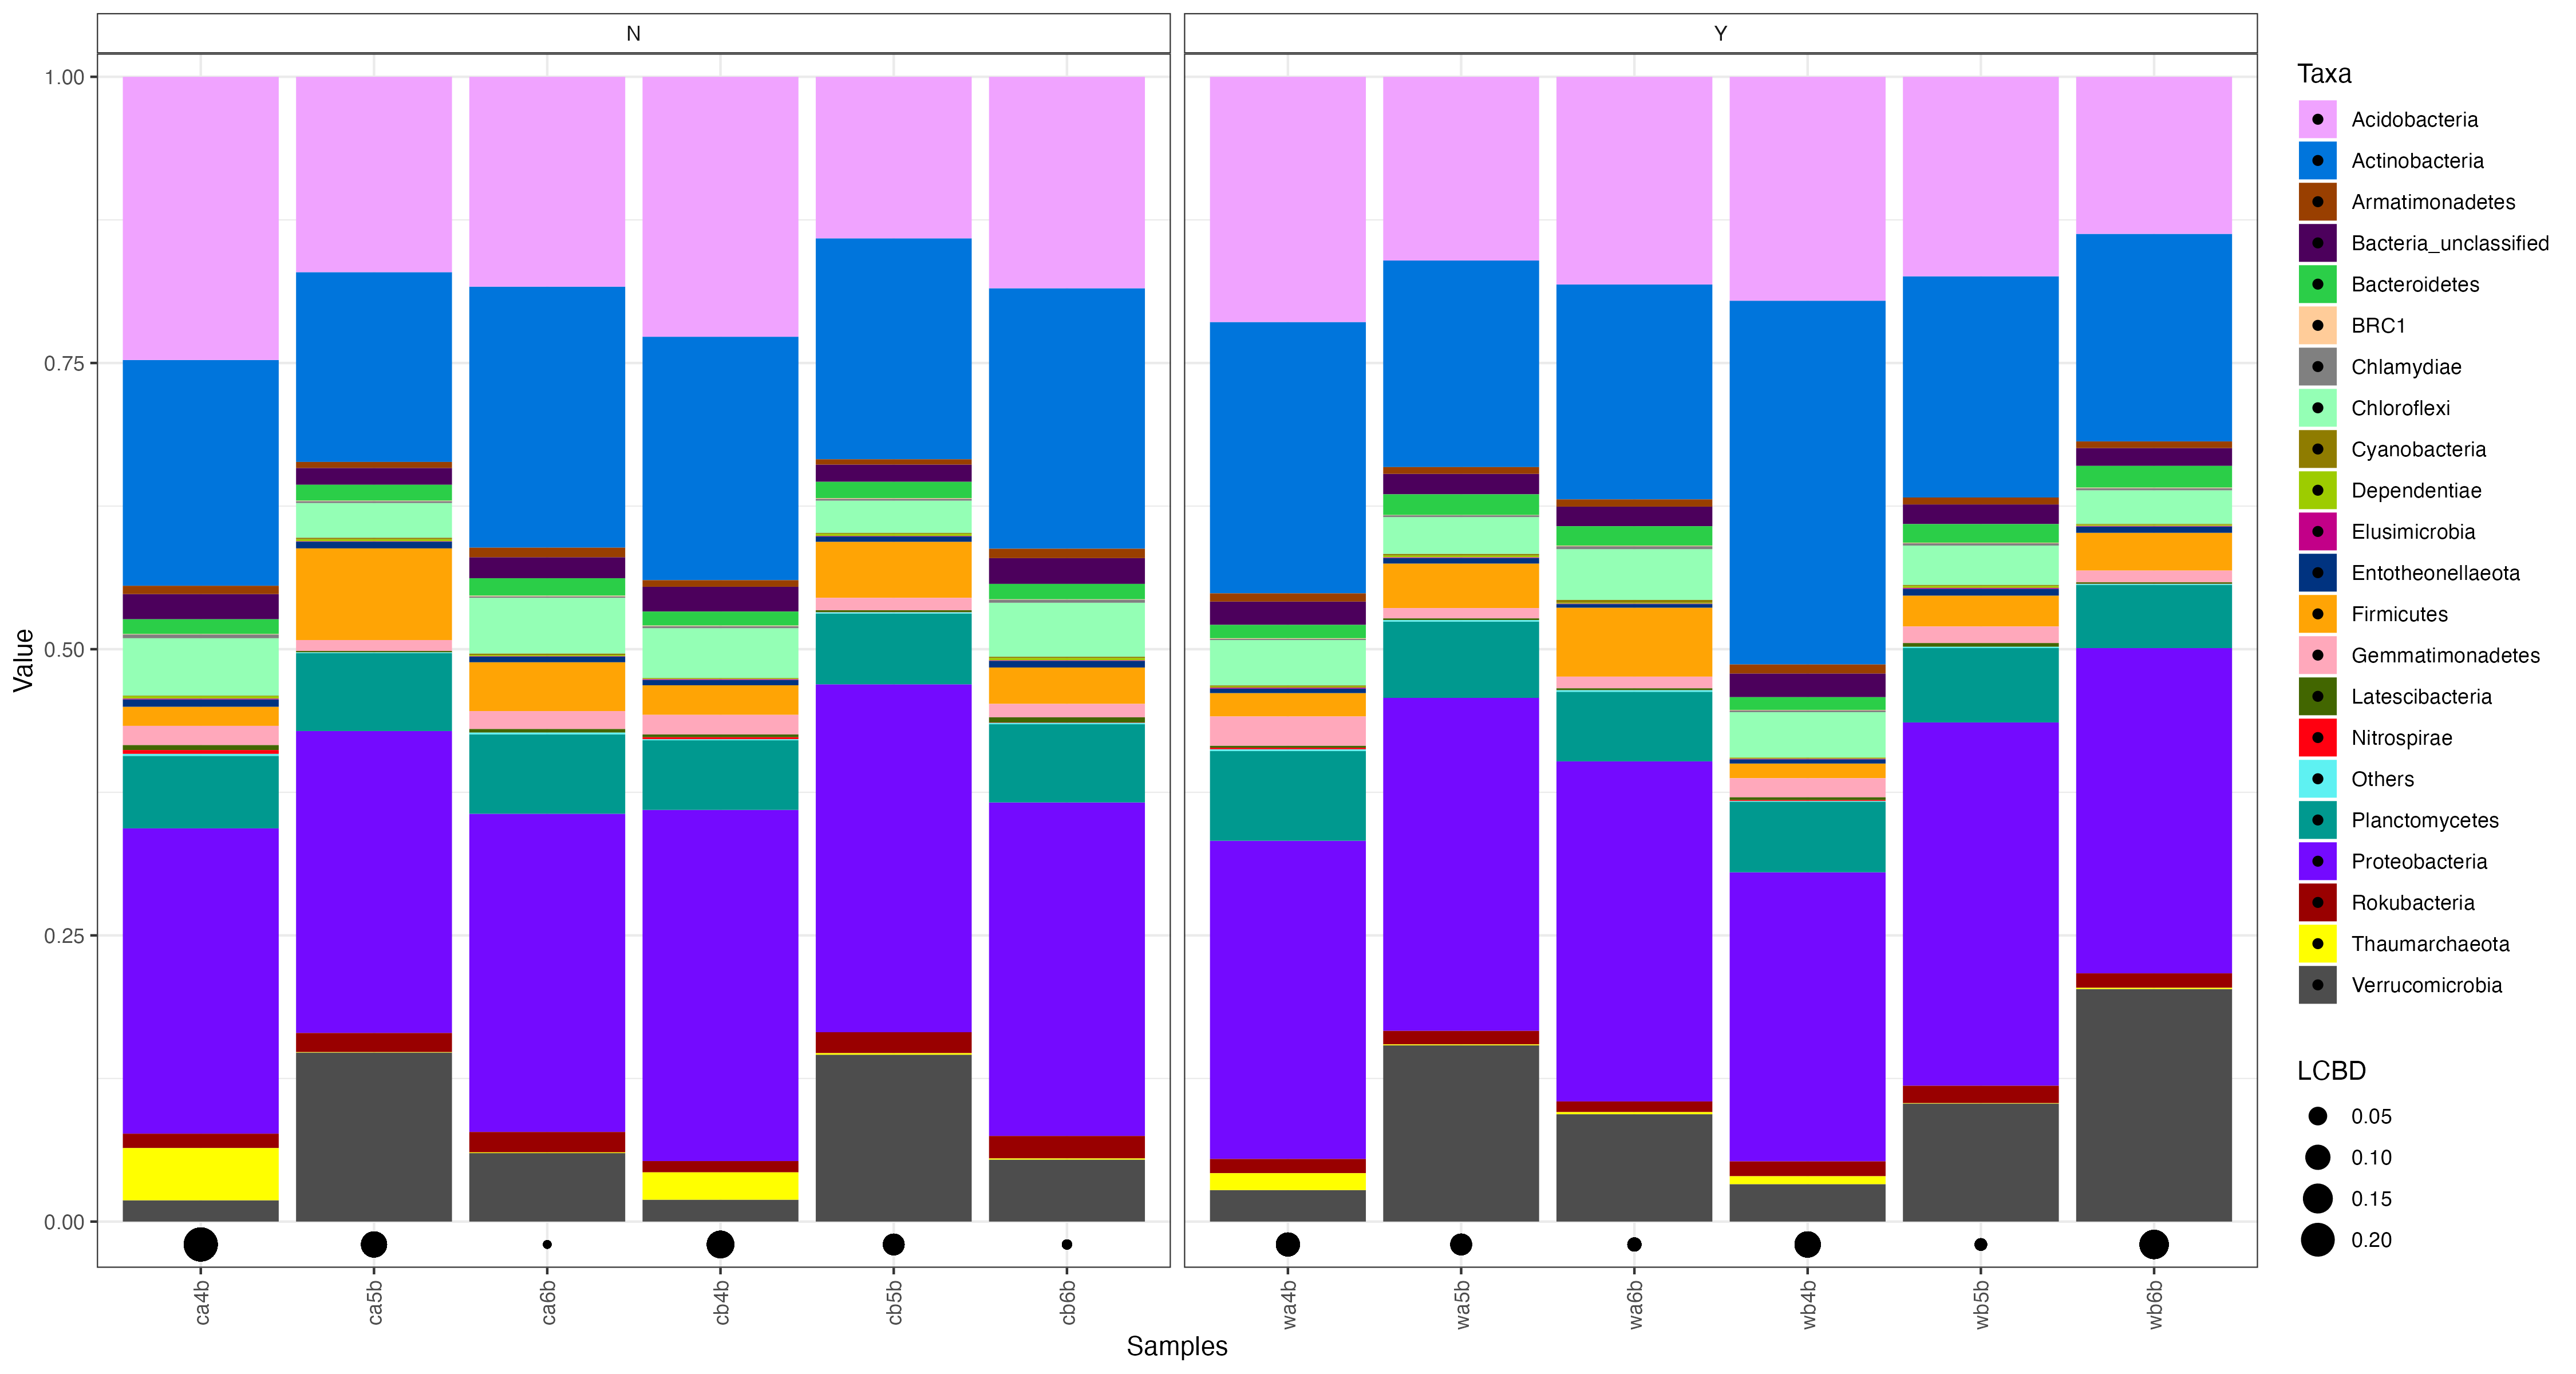 N
Y
1.00
0.75
0.50
0.25
0.00
Value
ca4b
ca5b
ca6b
cb4b
cb5b
cb6b
wa4b
wa5b
wa6b
wb4b
wb5b
wb6b
Samples
Taxa
Acidobacteria
Actinobacteria
Armatimonadetes
Bacteria_unclassified
Bacteroidetes
BRC1
Chlamydiae
Chloroflexi
Cyanobacteria
Dependentiae
Elusimicrobia
Entotheonellaeota
Firmicutes
Gemmatimonadetes
Latescibacteria
Nitrospirae
Others
Planctomycetes
Proteobacteria
Rokubacteria
Thaumarchaeota
Verrucomicrobia
LCBD
0.05
0.10
0.15
0.20